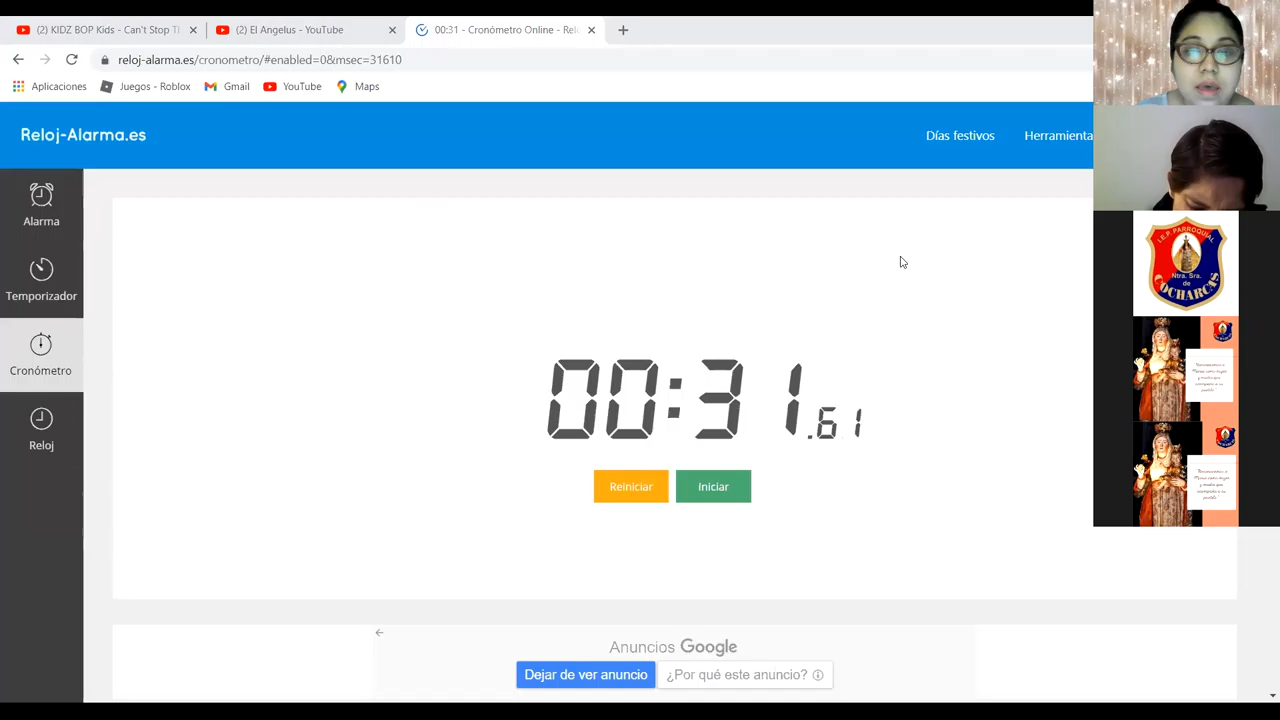 (2) KIDZ BOP Kids - Can't Stop T
(2) El Angelus - YouTube
00:31 - Cronómetro Online - Relo
reloj-alarma.es/cronometro/#enabled=0&msec=31610
Aplicaciones
Juegos - Roblox
Gmail
YouTube
Maps
Reloj-Alarma.es
Días festivos
Herramienta
Alarma
Temporizador
Cronómetro
Reloj
00:31.61
Reiniciar
Iniciar
Anuncios Google
Dejar de ver anuncio
¿Por qué este anuncio?
I.E.P. PARROQUIAL
Ntra. Sra.
de
COCHARCAS